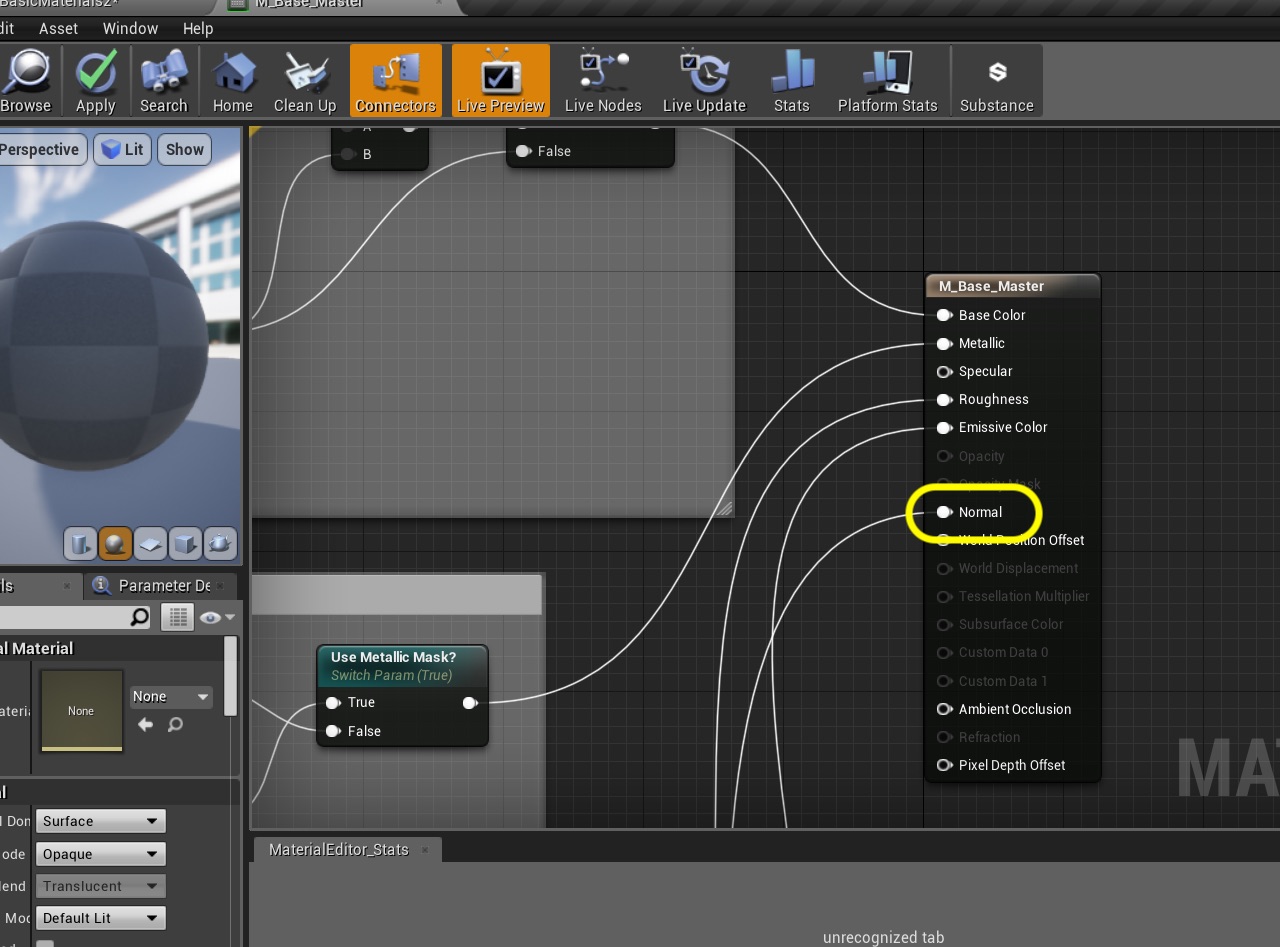 BasicMaterials2*
M_Base_Master
dit Asset Window Help
Browse Apply Search Home Clean Up Connectors Live Preview Live Nodes Live Update Stats Platform Stats Substance
Perspective Lit Show
A
B
False
M_Base_Master
Base Color
Metallic
Specular
Roughness
Emissive Color
Opacity
Opacity Mask
Normal
World Position Offset
World Displacement
Tessellation Multiplier
Subsurface Color
Custom Data 0
Custom Data 1
Ambient Occlusion
Refraction
Pixel Depth Offset
Use Metallic Mask?
Switch Param (True)
True
False
MA
ls Parameter De
al Material
ateria
None
None
al
l Don Surface
ode Opaque
lend Translucent
Mod Default Lit
MaterialEditor_Stats
unrecognized tab